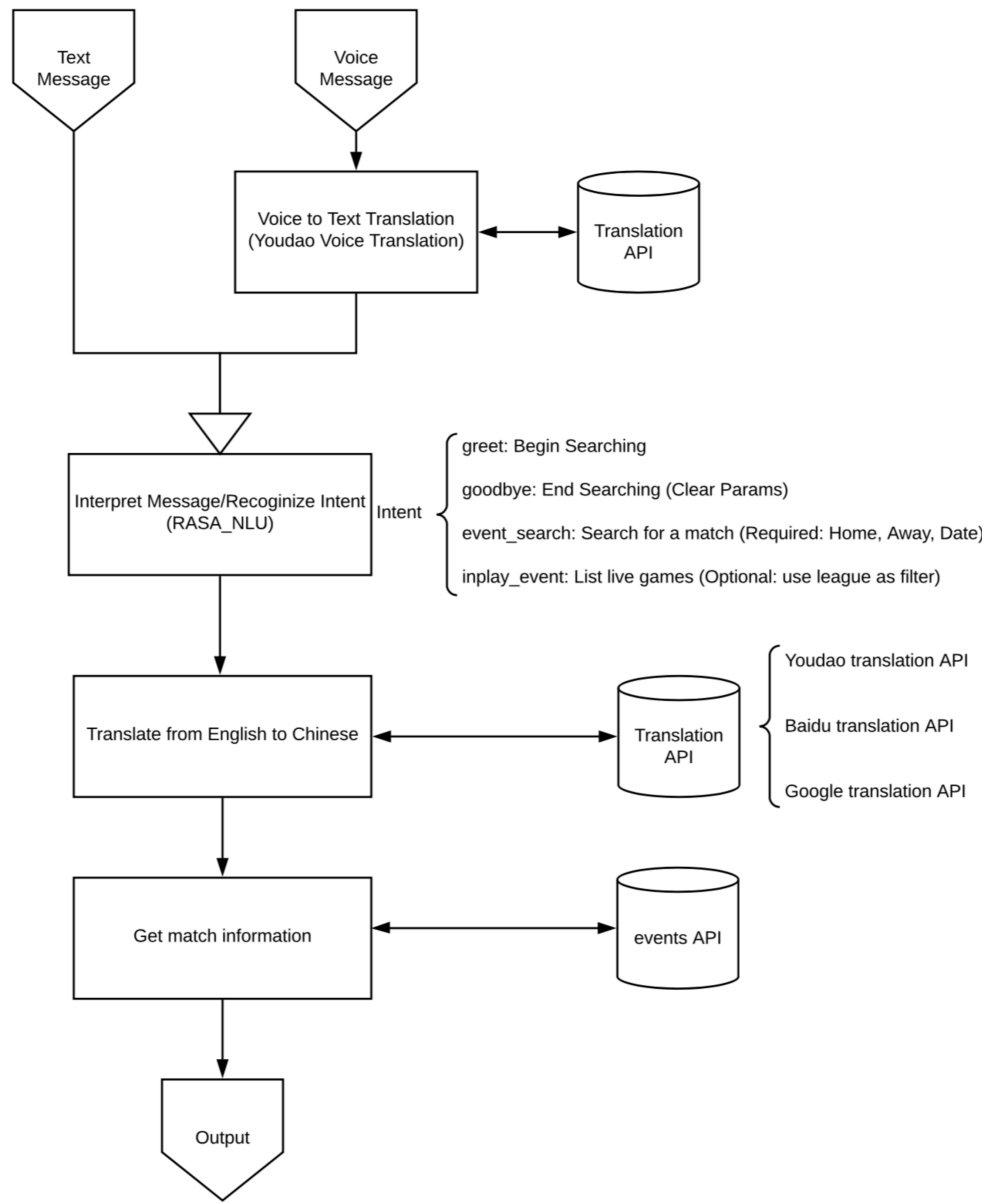 Text
Message
Voice
Message
Voice to Text Translation
(Youdao Voice Translation)
Translation
API
Interpret Message/Recoginize Intent
(RASA_NLU)
Intent
greet: Begin Searching
goodbye: End Searching (Clear Params)
event_search: Search for a match (Required: Home, Away, Date)
inplay_event: List live games (Optional: use league as filter)
Translate from English to Chinese
Translation
API
Youdao translation API
Baidu translation API
Google translation API
Get match information
events API
Output